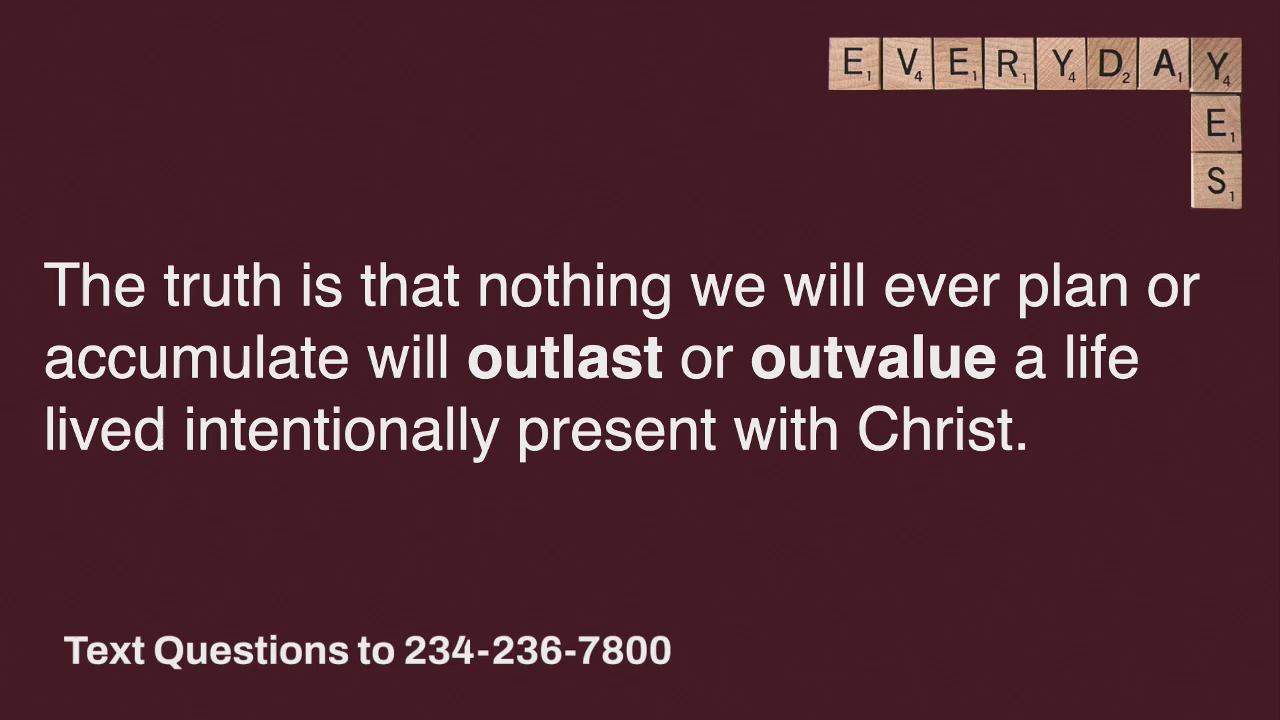 EVERYDAY
E
S
The truth is that nothing we will ever plan or
accumulate will outlast or outvalue a life
lived intentionally present with Christ.
Text Questions to 234-236-7800